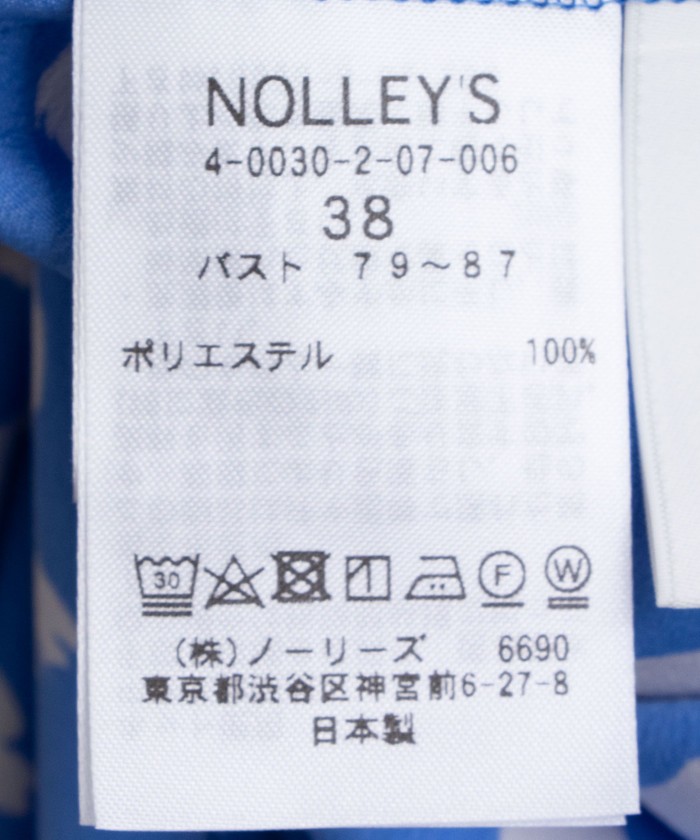 NOLLEY'S
4-0030-2-07-006
38
バスト 79～87
ポリエステル 100%
30 F W
(株)ノーリーズ 6690
東京都渋谷区神宮前6-27-8
日本製